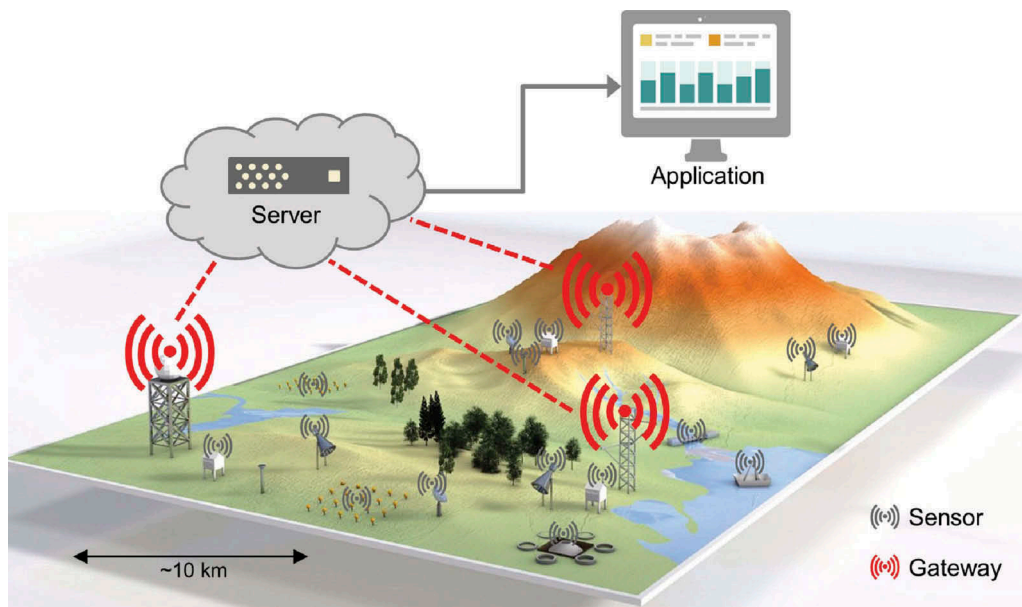 Application
Server
Sensor
Gateway
~10 km